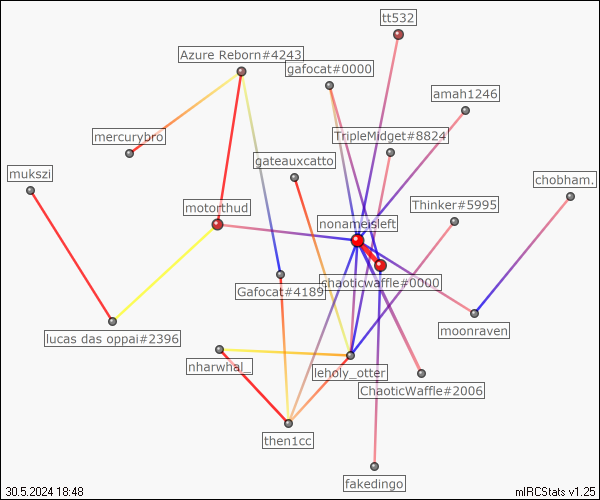 tt532
Azure Reborn#4243
gafocat#0000
amah1246
mercurybro
TripleMidget#8824
gateauxcatto
mukszi
chobham.
Thinker#5995
motorthud
nonameisleft
chaoticwaffle#0000
Gafocat#4189
moonraven
lucas das oppai#2396
nharwhal_
leholy_otter
ChaoticWaffle#2006
then1cc
fakedingo
30.5.2024 18:48
mIRCStats v1.25